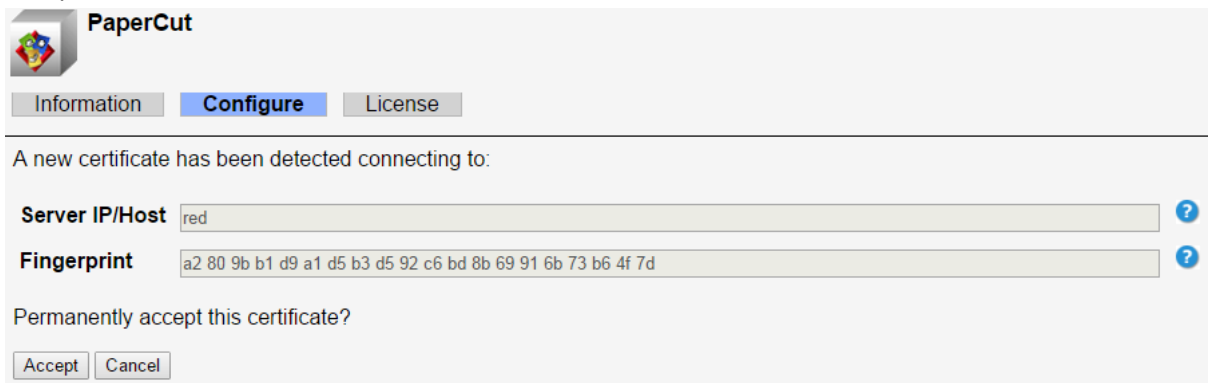 PaperCut
Information Configure License
A new certificate has been detected connecting to:
Server IP/Host red ?
Fingerprint a2 80 9b b1 d9 a1 d5 b3 d5 92 c6 bd 8b 69 91 6b 73 b6 4f 7d ?
Permanently accept this certificate?
Accept Cancel